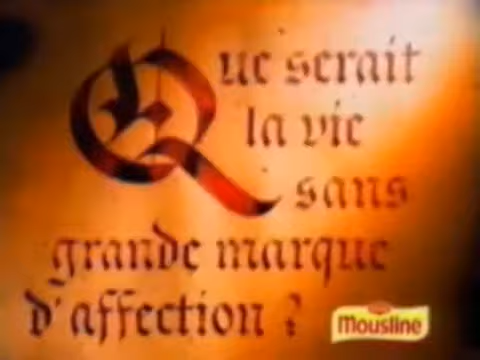 Que serait
la vie
sans
grande marque
d'affection ?
Mousline